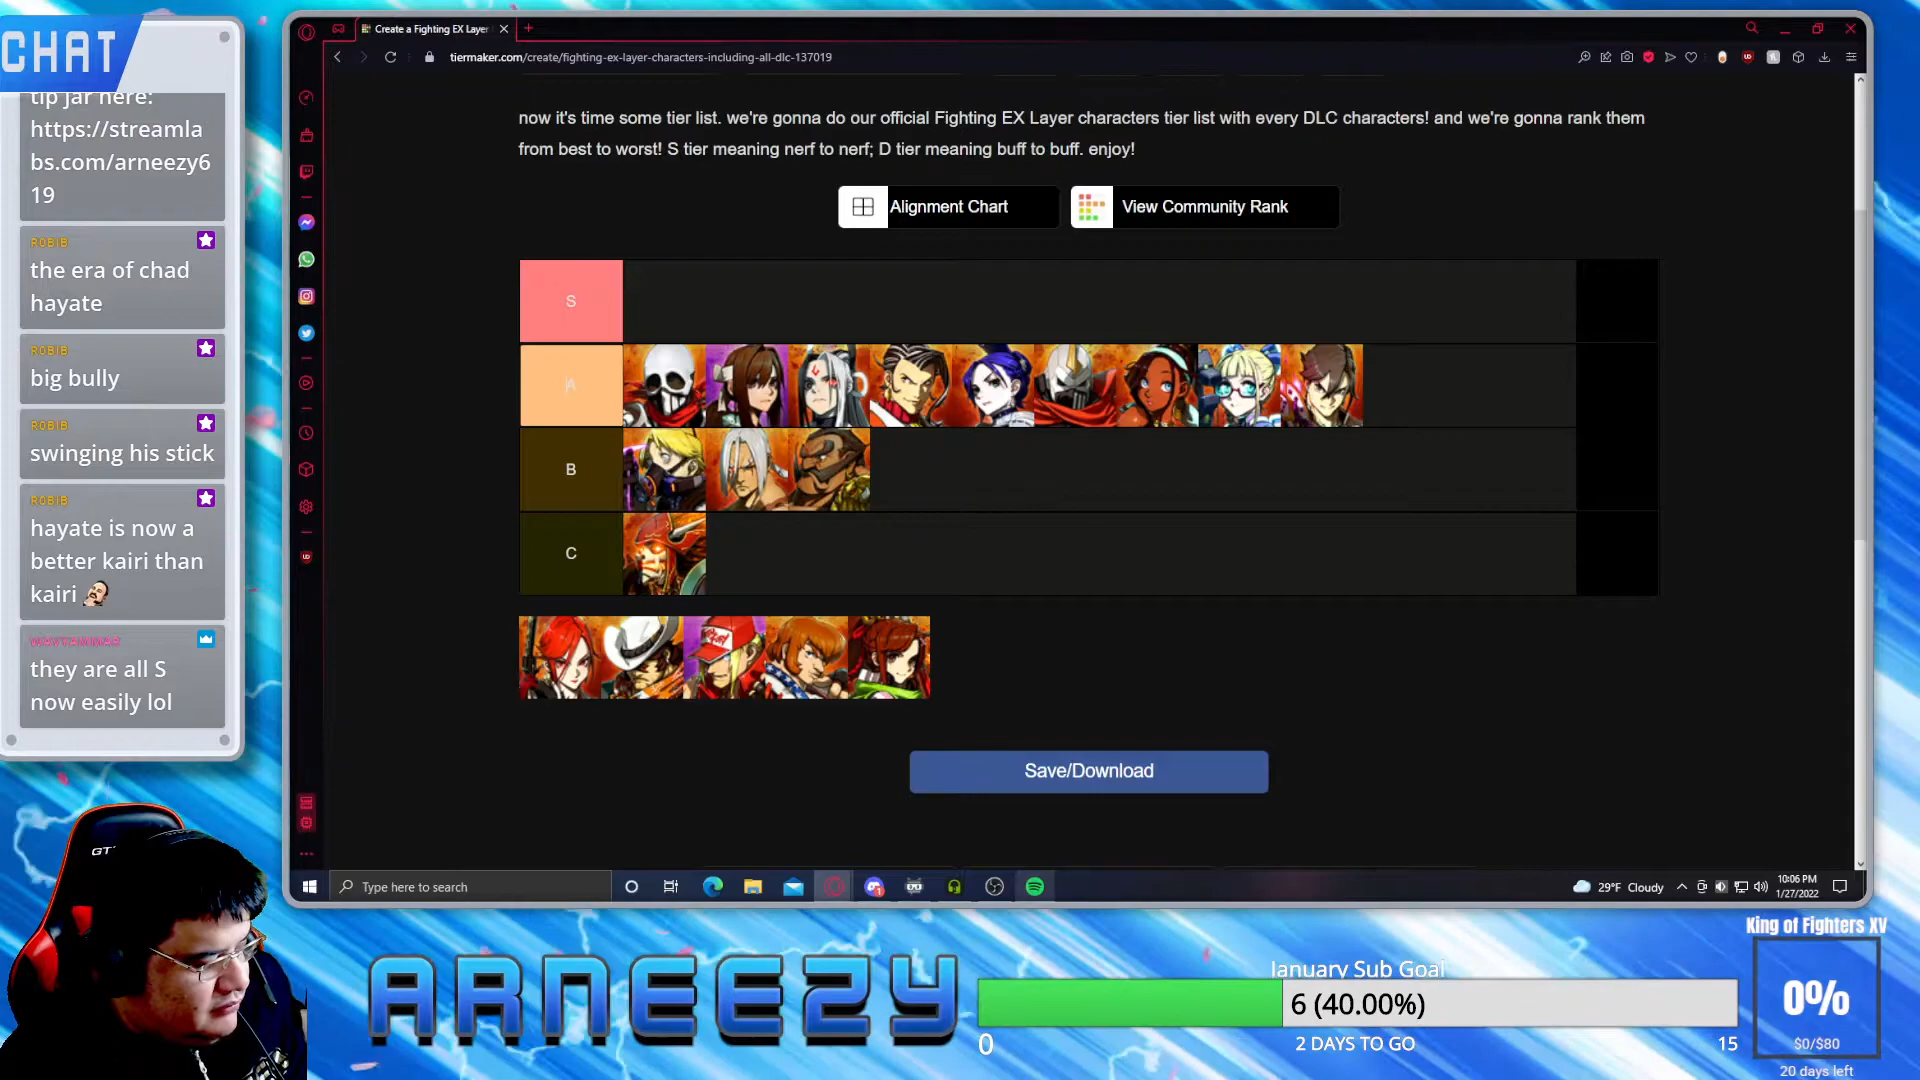 CHAT
tip jar here:
https://streamla
bs.com/arneezy6
19
ROBIB
the era of chad
hayate
ROBIB
big bully
ROBIB
swinging his stick
ROBIB
hayate is now a
better kairi than
kairi
they are all S
now easily lol
Create a Fighting EX Layer
tiermaker.com/create/fighting-ex-layer-characters-including-all-dlc-137019
now it's time some tier list. we're gonna do our official Fighting EX Layer characters tier list with every DLC characters! and we're gonna rank them
from best to worst! S tier meaning nerf to nerf; D tier meaning buff to buff. enjoy!
Alignment Chart
View Community Rank
S
A
B
C
Save/Download
Type here to search
29°F Cloudy
10:06 PM
1/27/2022
GT
ARNEEZY
January Sub Goal
6 (40.00%)
0
2 DAYS TO GO
15
King of Fighters XV
0%
$0/$80
20 days left